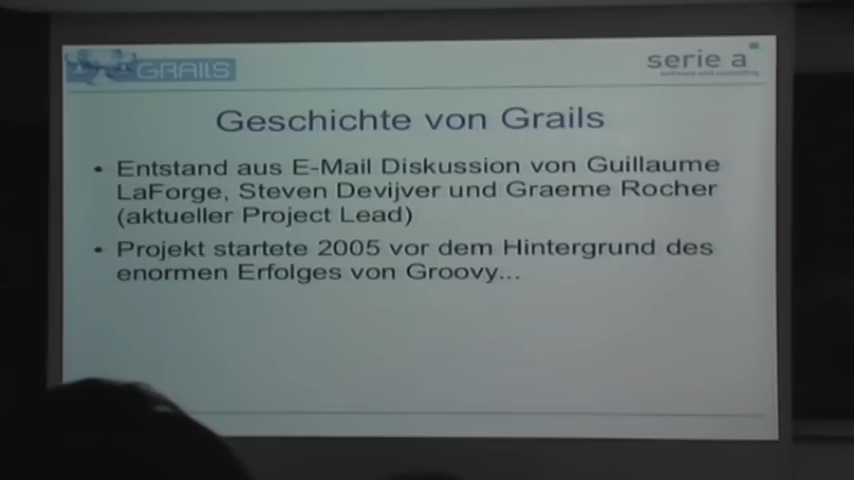 GRAILS
serie a
Geschichte von Grails
• Entstand aus E-Mail Diskussion von Guillaume
LaForge, Steven Devijver und Graeme Rocher
(aktueller Project Lead)
• Projekt startete 2005 vor dem Hintergrund des
enormen Erfolges von Groovy...